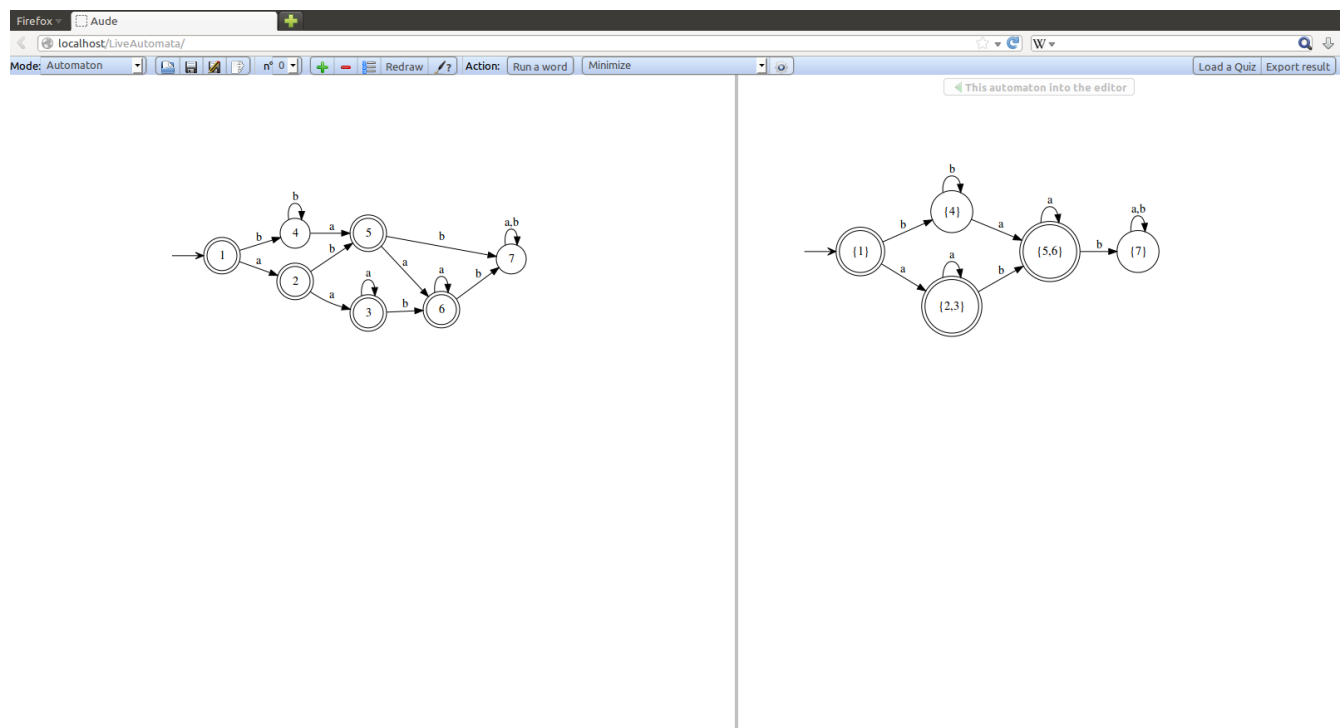 Firefox Aude
localhost/LiveAutomata/ W
Mode: Automaton n° 0 Redraw ? Action: Run a word Minimize Load a Quiz Export result
This automaton into the editor
b
b
4 a 5
b b
1 b
a,b
7
a 2
a a
a a
3 b 6 b
b
{4}
b a
a
{1} {5,6} b
a,b
{7}
a a
b
{2,3}